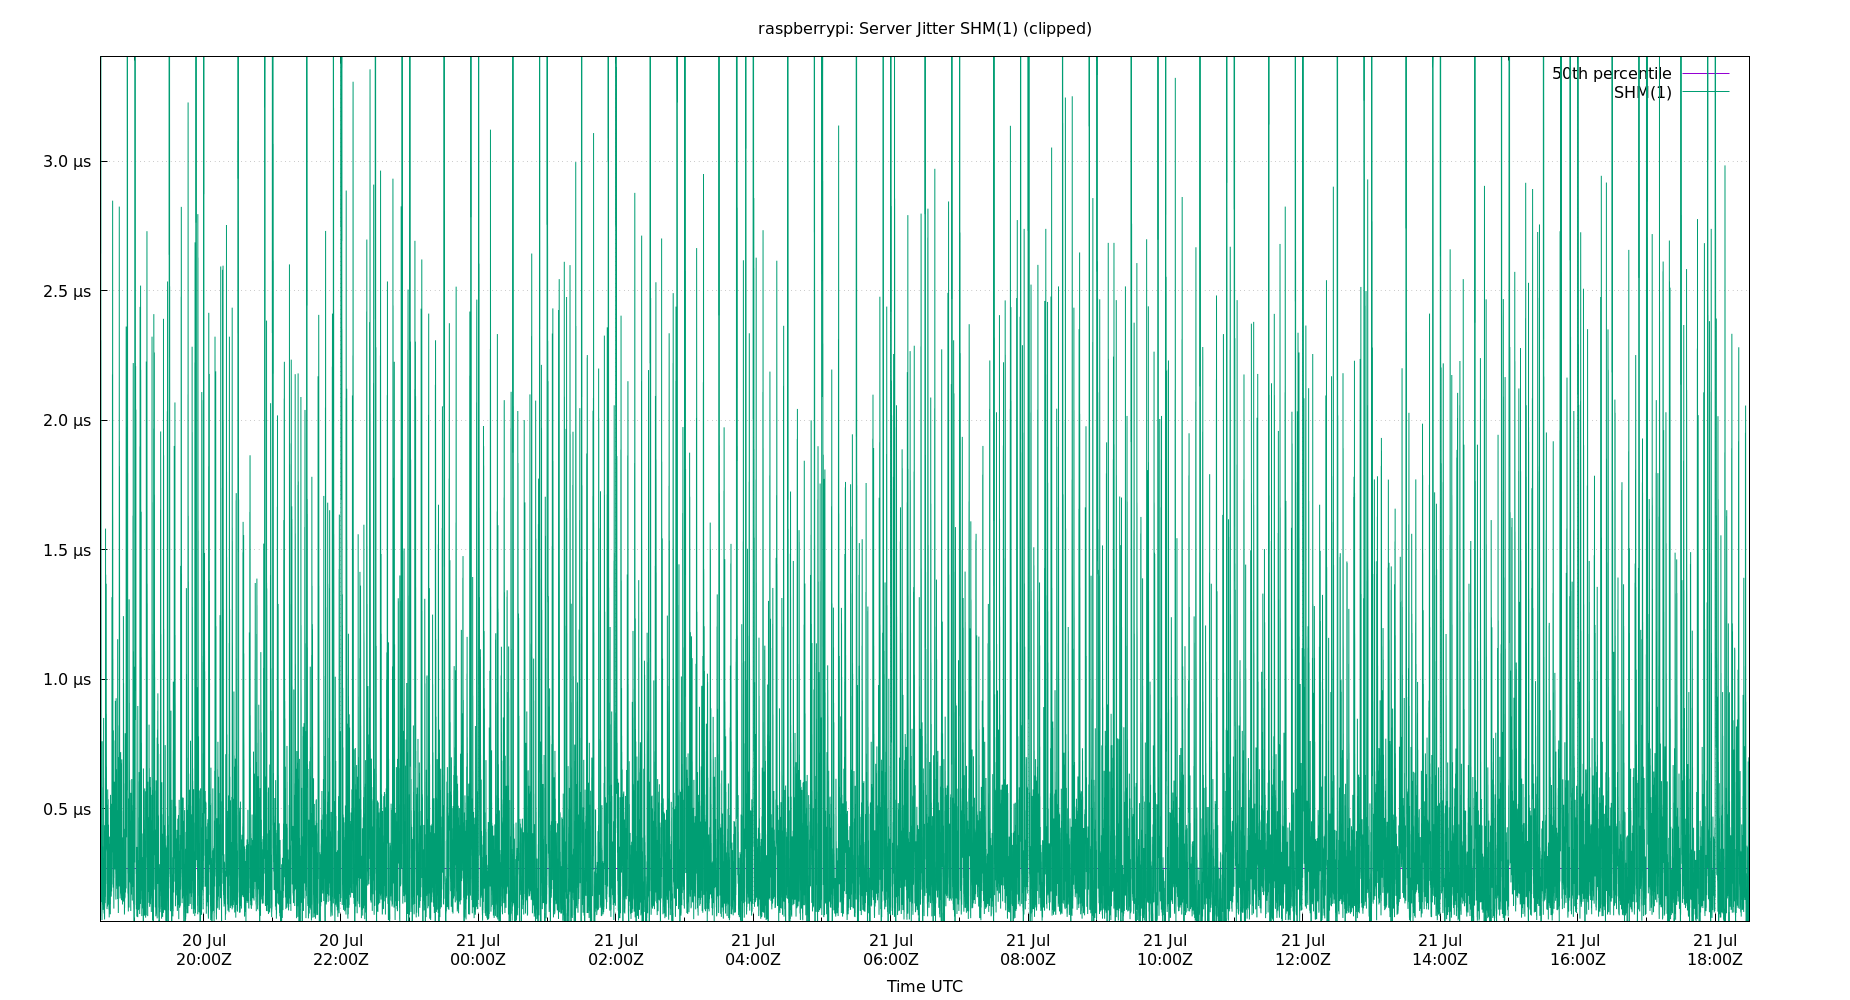 raspberrypi: Server Jitter SHM(1) (clipped)
50th percentile
SHM(1)
3.0 µs
2.5 µs
2.0 µs
1.5 µs
1.0 µs
0.5 µs
20 Jul 20 Jul 21 Jul 21 Jul 21 Jul 21 Jul 21 Jul 21 Jul 21 Jul 21 Jul 21 Jul 21 Jul
20:00Z 22:00Z 00:00Z 02:00Z 04:00Z 06:00Z 08:00Z 10:00Z 12:00Z 14:00Z 16:00Z 18:00Z
Time UTC